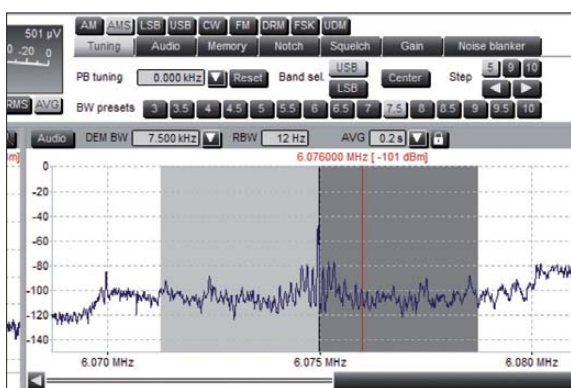 501 µV
0 -20 0
RMS AVG
AM AMS LSB USB CW FM DRM FSK UDM
Tuning Audio Memory Notch Squelch Gain Noise blanker
PB tuning 0.000 kHz Reset Band sel. USB LSB Center Step 5 9 10
BW presets 3 3.5 4 4.5 5 5.5 6 6.5 7 7.5 8 8.5 9 9.5 10
Audio DEM BW 7.500 kHz RBW 12 Hz AVG 0.2 s
6.076000 MHz [ -101 dBm]
m]
0
-20
-40
-60
-80
-100
-120
-140
6.070 MHz 6.075 MHz 6.080 MHz